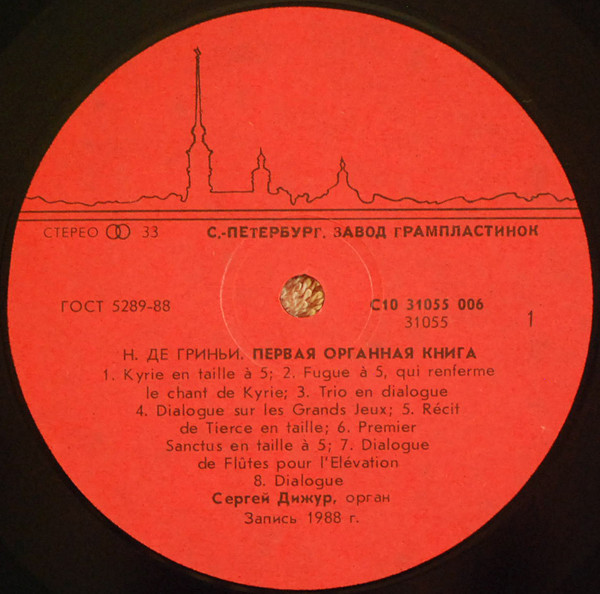 СТЕРЕО 33 С.-ПЕТЕРБУРГ. ЗАВОД ГРАМПЛАСТИНОК
ГОСТ 5289-88
С10 31055 006
31055
1
Н. ДЕ ГРИНЬИ. ПЕРВАЯ ОРГАННАЯ КНИГА
1. Kyrie en taille à 5; 2. Fugue à 5, qui renferme
le chant de Kyrie; 3. Trio en dialogue
4. Dialogue sur les Grands Jeux; 5. Récit
de Tierce en taille; 6. Premier
Sanctus en taille à 5; 7. Dialogue
de Flûtes pour l'Elévation
8. Dialogue
Сергей Дижур, орган
Запись 1988 г.